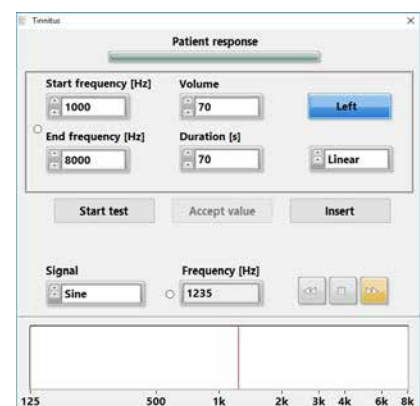 Tinnitus
Patient response
Start frequency [Hz] Volume
1000 70 Left
End frequency [Hz] Duration [s]
8000 70 Linear
Start test Accept value Insert
Signal Frequency [Hz]
Sine 1235
125 500 1k 2k 3k 4k 6k 8k